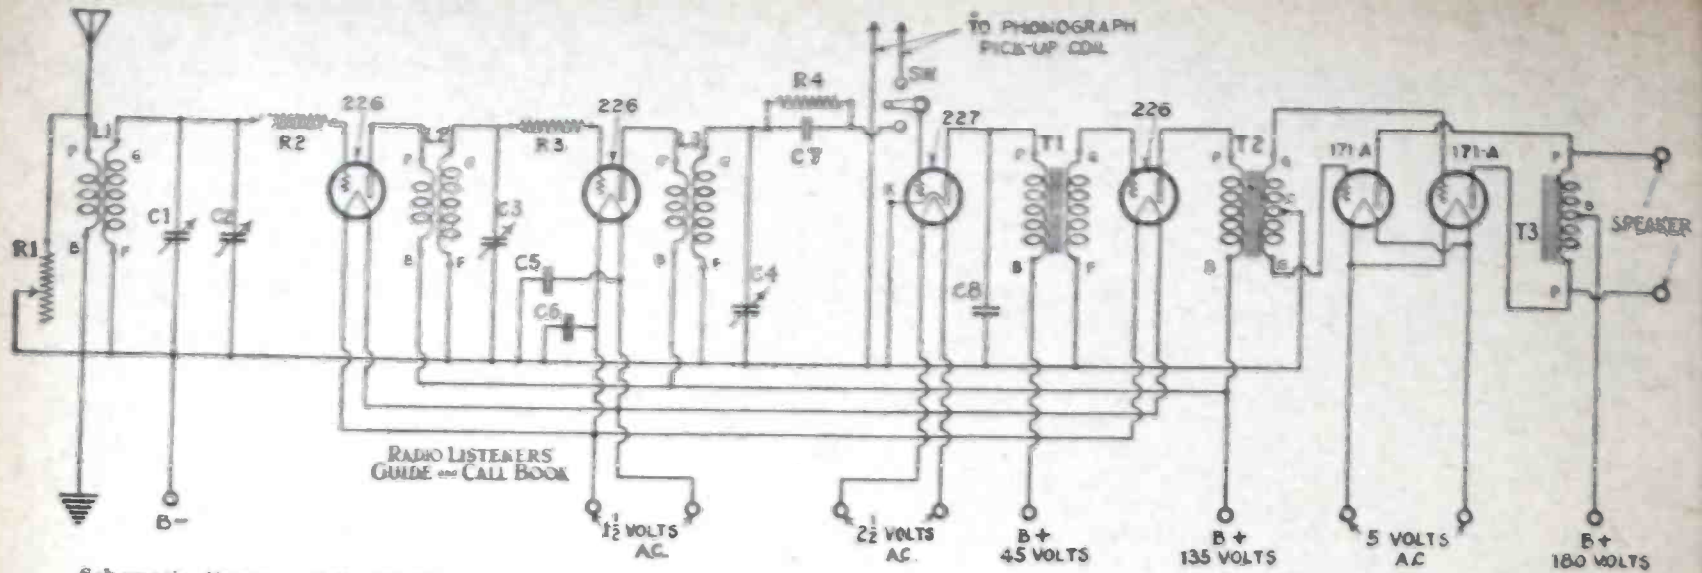 TO PHONOGRAPH
PICK-UP COIL
SW
R4
226
226
227
226
L1
R2
R3
C7
T1
T2
171-A
171-A
P
G
P
G
P
G
P
G
P
G
P
C1
C2
C3
K
C
B
SPEAKER
R1
T3
B
F
B
F
C5
B
F
C4
B
F
B
G
P
C6
C8
RADIO LISTENERS'
GUIDE and CALL BOOK
B-
1½ VOLTS
A.C.
2½ VOLTS
A.C.
B+
45 VOLTS
B+
135 VOLTS
5 VOLTS
A.C
B+
180 VOLTS